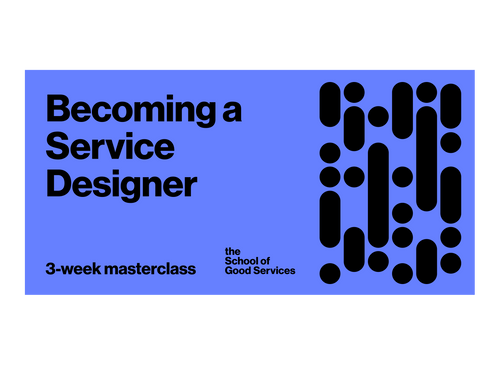 Becoming a
Service
Designer
3-week masterclass
the
School of
Good Services